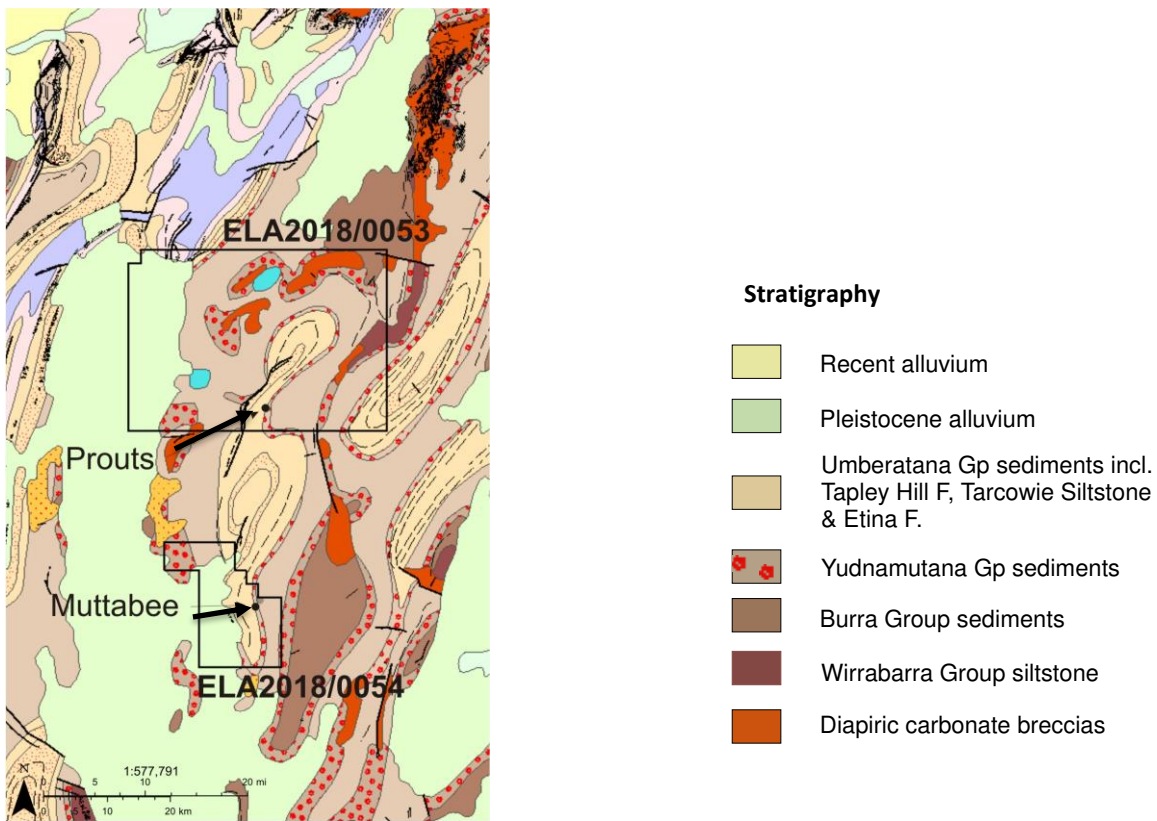 ELA2018/0053
Prouts
Muttabee
ELA2018/0054
N
1:577,791
0 5 10 20 mi
0 5 10 20 km
Stratigraphy
Recent alluvium
Pleistocene alluvium
Umberatana Gp sediments incl.
Tapley Hill F, Tarcowie Siltstone
& Etina F.
Yudnamutana Gp sediments
Burra Group sediments
Wirrabarra Group siltstone
Diapiric carbonate breccias